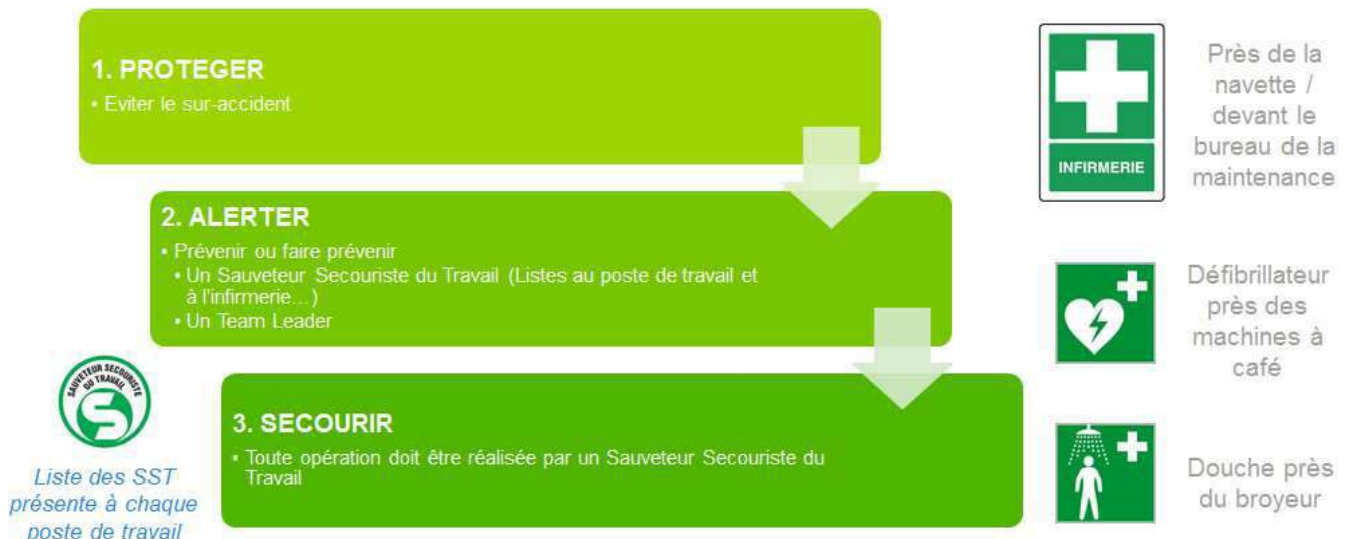 1. PROTEGER
• Eviter le sur-accident
2. ALERTER
• Prévenir ou faire prévenir
• Un Sauveteur Secouriste du Travail (Listes au poste de travail et
à l'infirmerie…)
• Un Team Leader
3. SECOURIR
• Toute opération doit être réalisée par un Sauveteur Secouriste du
Travail
SAUVETEUR SECOURISTE
DU TRAVAIL
Liste des SST
présente à chaque
poste de travail
INFIRMERIE
Près de la
navette /
devant le
bureau de la
maintenance
Défibrillateur
près des
machines à
café
Douche près
du broyeur